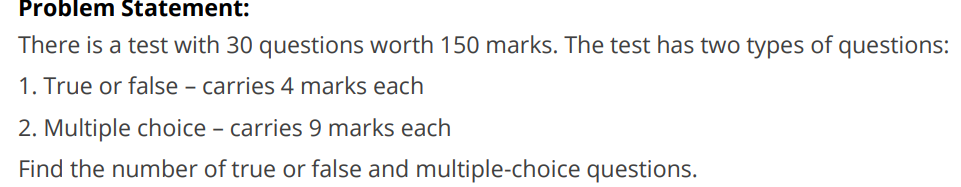 Problem Statement:
There is a test with 30 questions worth 150 marks. The test has two types of questions:
1. True or false – carries 4 marks each
2. Multiple choice – carries 9 marks each
Find the number of true or false and multiple-choice questions.